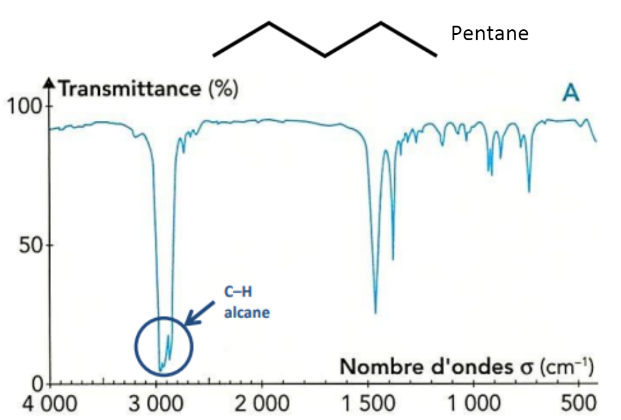 Pentane
Transmittance (%)
A
100
50
C–H
alcane
Nombre d'ondes σ (cm⁻¹)
0
4 000 3 000 2 000 1 500 1 000 500